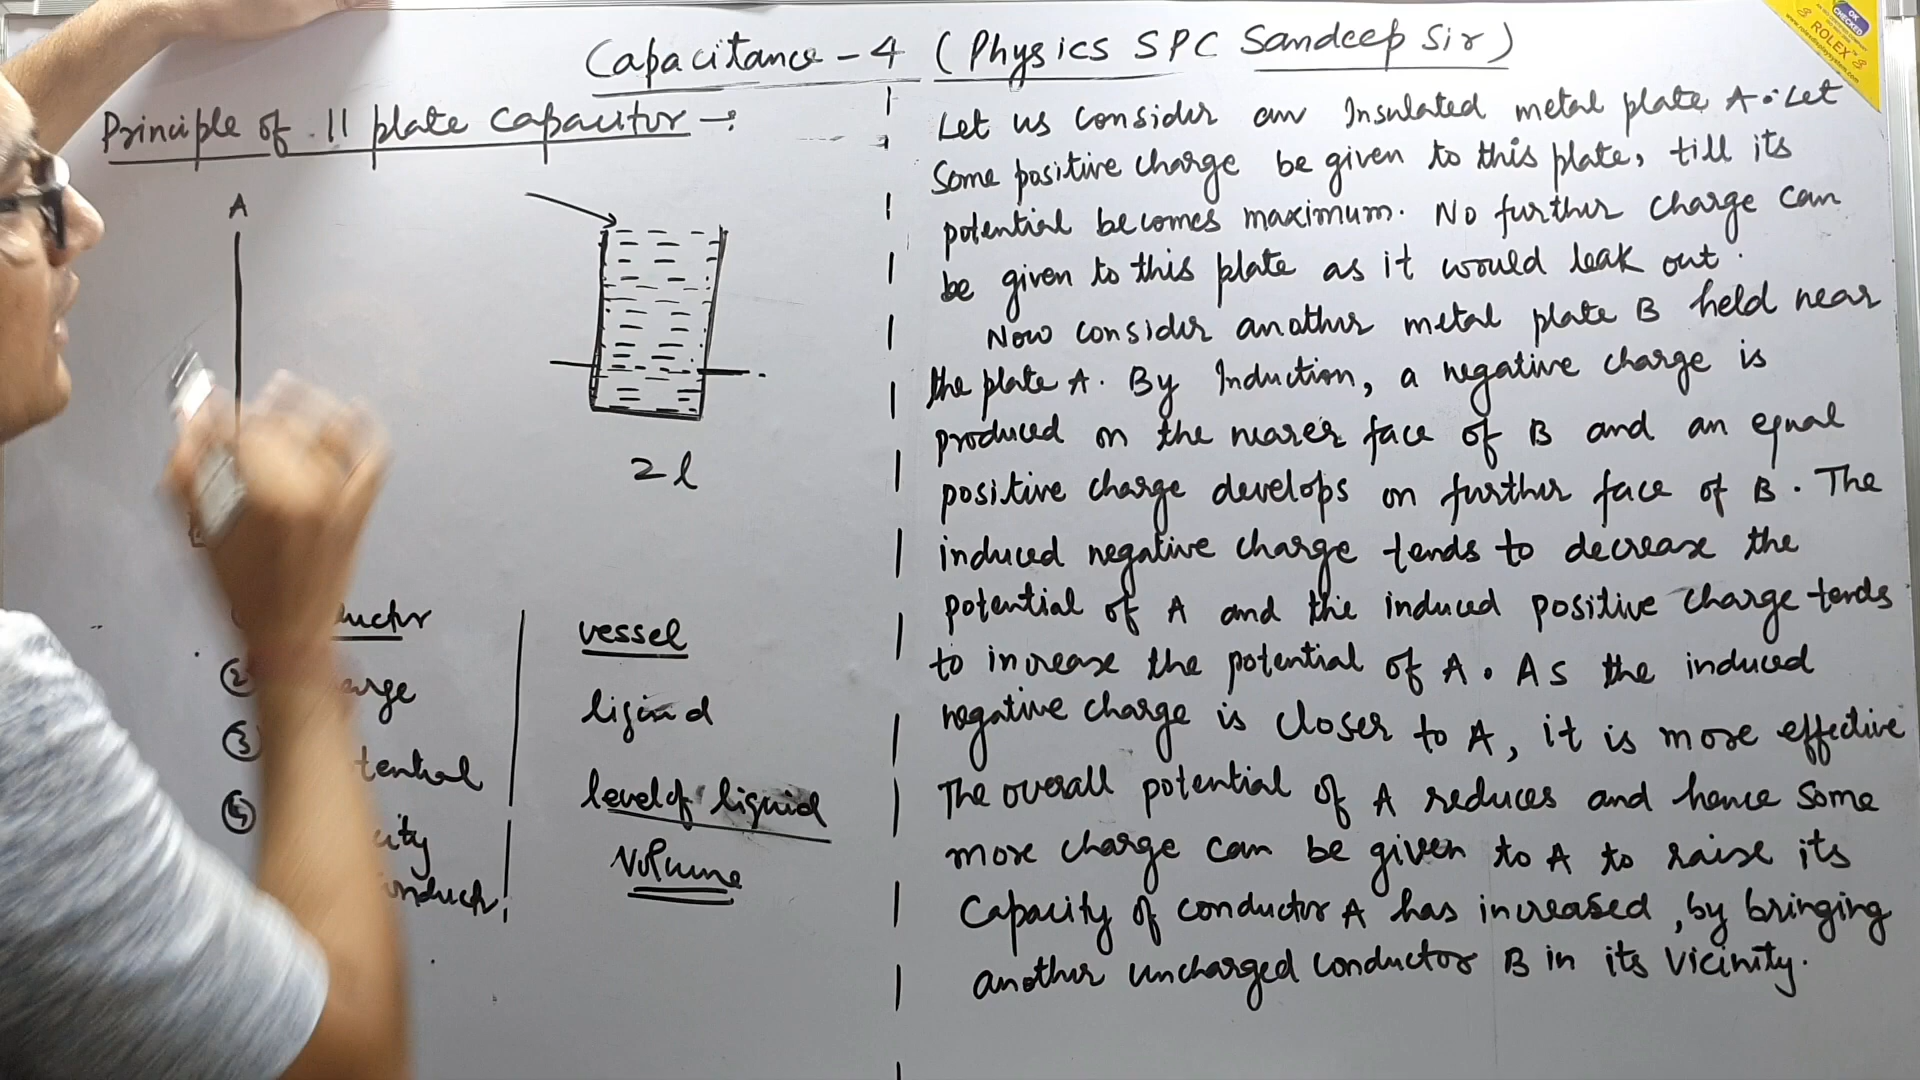 Capacitance - 4 (Physics SPC Sandeep Sir)
Principle of || plate capacitor →:
A
2 l
vessel
liquid
level of liquid
Volume
Let us consider an Insulated metal plate A. Let
Some positive charge be given to this plate, till its
potential becomes maximum. No further charge can
be given to this plate as it would leak out.
Now consider another metal plate B held near
the plate A. By Induction, a negative charge is
produced on the nearer face of B and an equal
positive charge develops on further face of B. The
induced negative charge tends to decrease the
potential of A and the induced positive charge tends
to increase the potential of A. As the induced
negative charge is closer to A, it is more effective
The overall potential of A reduces and hence Some
more charge can be given to A to raise its
Capacity of conductor A has increased, by bringing
another uncharged conductor B in its vicinity.
OK
CHECKED
ROLEX